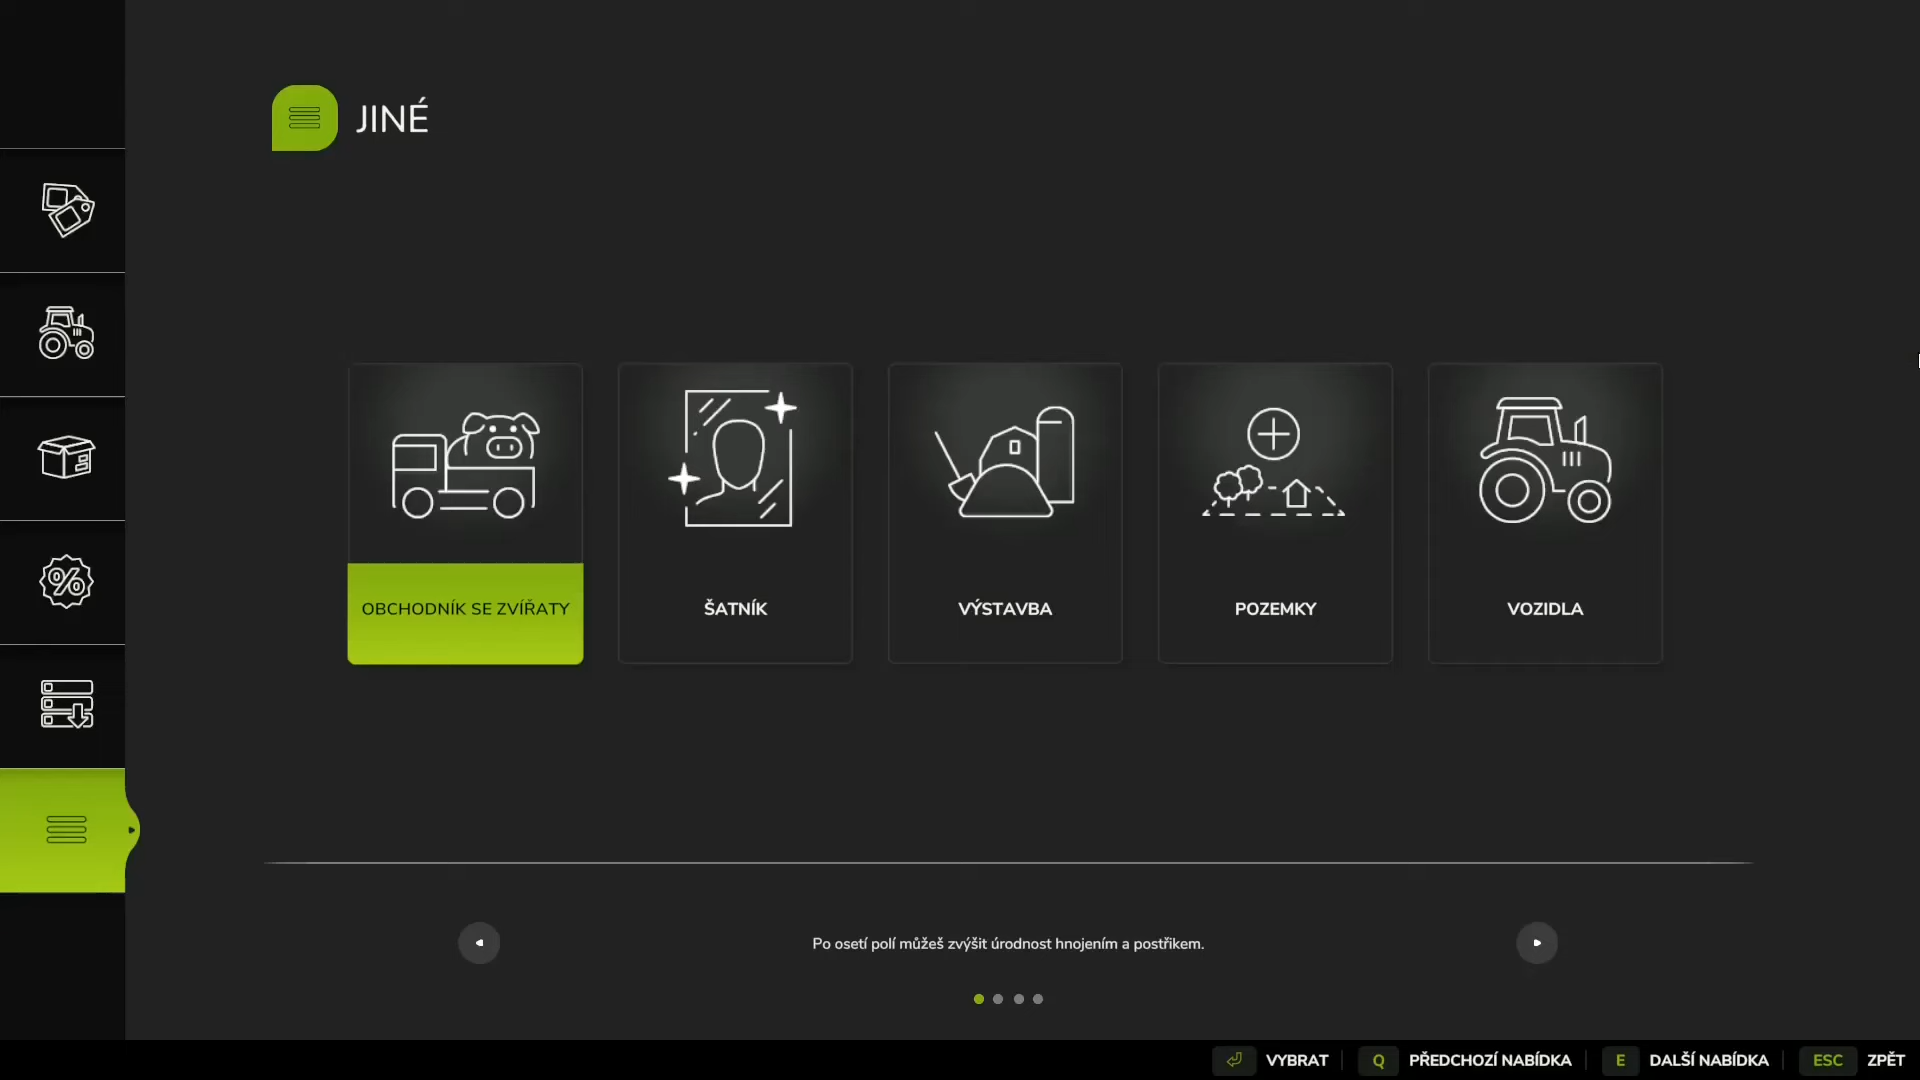 JINÉ
OBCHODNÍK SE ZVÍŘATY
ŠATNÍK
VÝSTAVBA
POZEMKY
VOZIDLA
Po osetí polí můžeš zvýšit úrodnost hnojením a postřikem.
VYBRAT
Q PŘEDCHOZÍ NABÍDKA
E DALŠÍ NABÍDKA
ESC ZPĚT